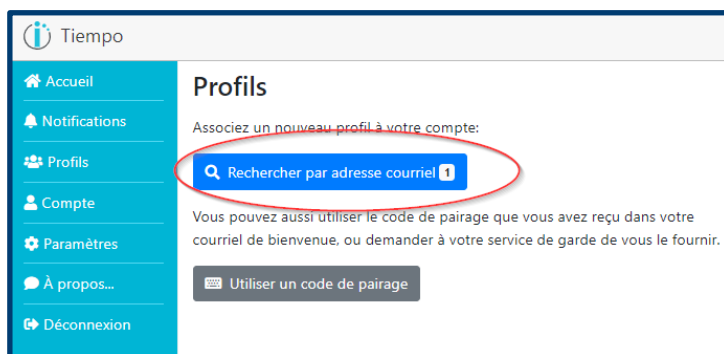 Tiempo
Accueil
Notifications
Profils
Compte
Paramètres
À propos...
Déconnexion
Profils
Associez un nouveau profil à votre compte:
Rechercher par adresse courriel 1
Vous pouvez aussi utiliser le code de pairage que vous avez reçu dans votre
courriel de bienvenue, ou demander à votre service de garde de vous le fournir.
Utiliser un code de pairage